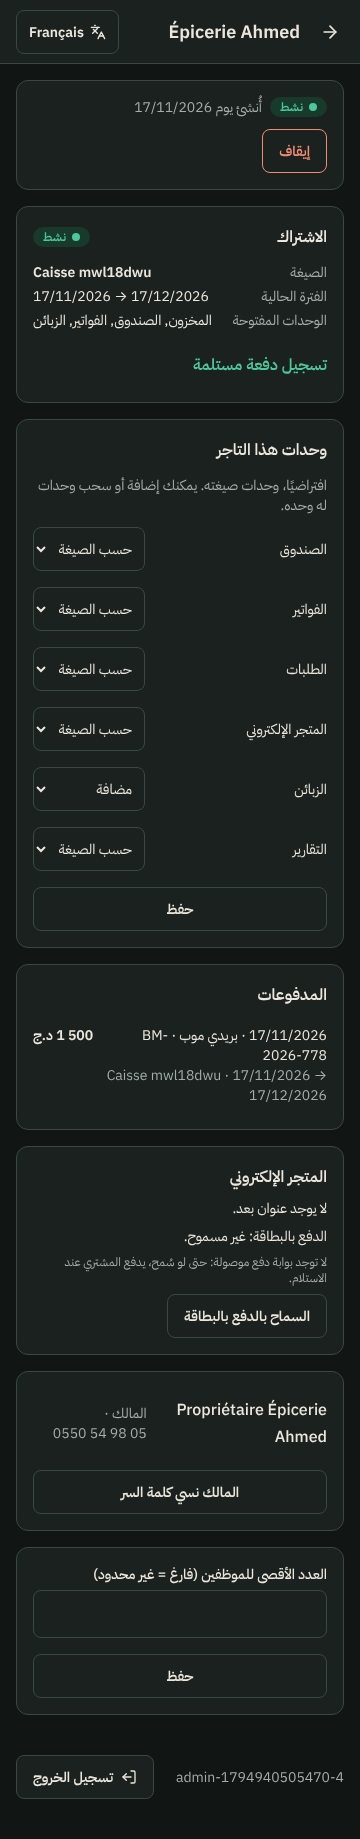 Épicerie Ahmed
Français
نشط
أُنشئ يوم 17/11/2026
إيقاف
الاشتراك
نشط
الصيغة
Caisse mwl18dwu
الفترة الحالية
17/11/2026 → 17/12/2026
الوحدات المفتوحة
المخزون, الصندوق, الفواتير, الزبائن
تسجيل دفعة مستلمة
وحدات هذا التاجر
افتراضيًا، وحدات صيغته. يمكنك إضافة أو سحب وحدات
له وحده.
الصندوق
حسب الصيغة
الفواتير
حسب الصيغة
الطلبات
حسب الصيغة
المتجر الإلكتروني
حسب الصيغة
الزبائن
مضافة
التقارير
حسب الصيغة
حفظ
المدفوعات
17/11/2026 · بريدي موب · BM-
2026-778
1 500 د.ج
Caisse mwl18dwu · 17/11/2026 →
17/12/2026
المتجر الإلكتروني
لا يوجد عنوان بعد.
الدفع بالبطاقة: غير مسموح.
لا توجد بوابة دفع موصولة: حتى لو سُمح، يدفع المشتري عند
الاستلام.
السماح بالدفع بالبطاقة
Propriétaire Épicerie
Ahmed
المالك ·
0550 54 98 05
المالك نسي كلمة السر
العدد الأقصى للموظفين (فارغ = غير محدود)
حفظ
admin-1794940505470-4
تسجيل الخروج